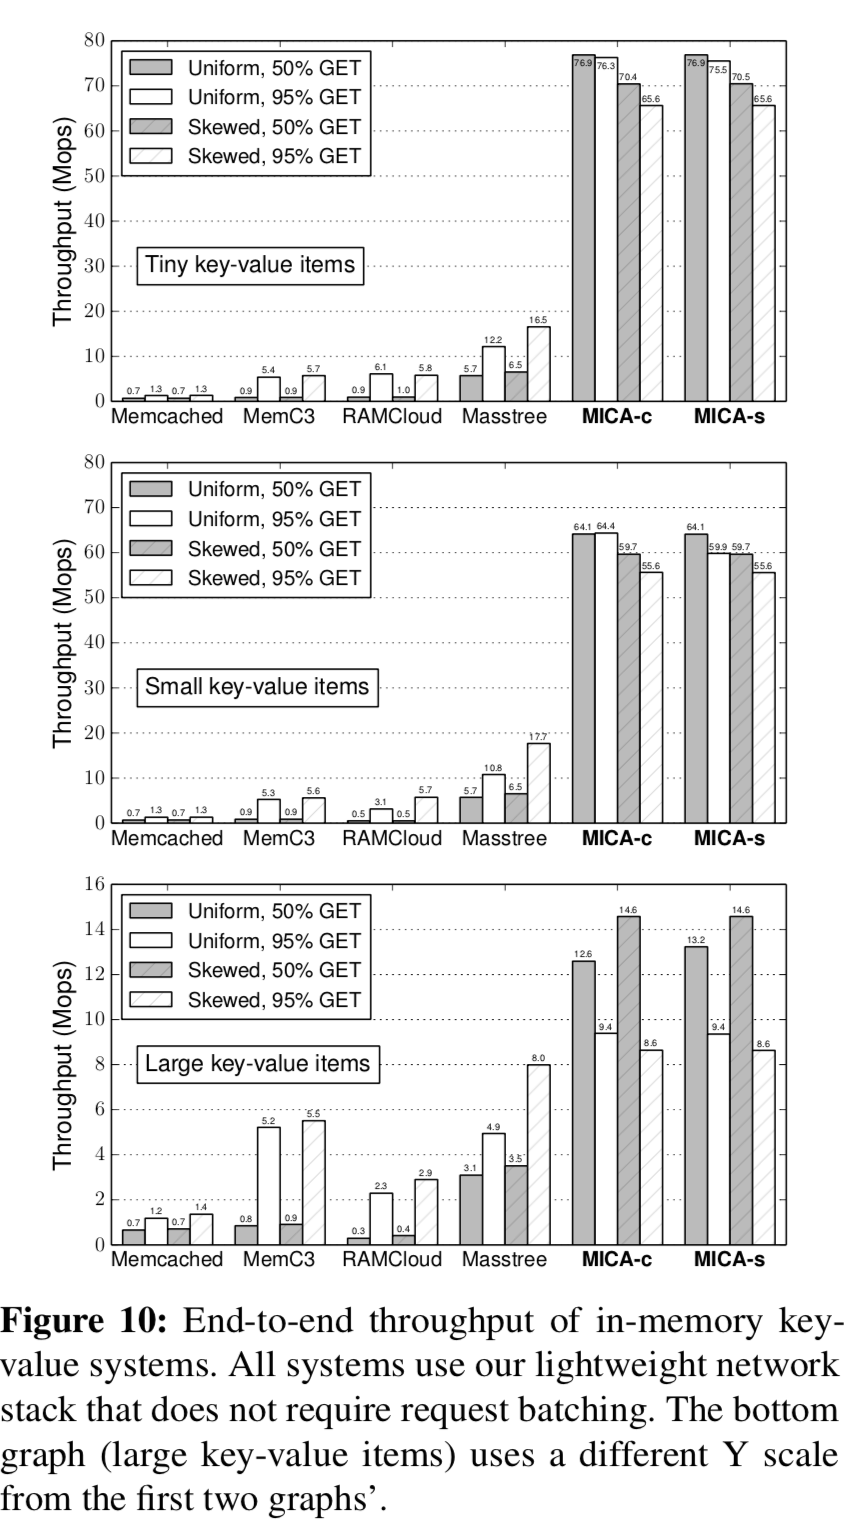 80
70
60
50
40
30
20
10
0
Throughput (Mops)
Uniform, 50% GET
Uniform, 95% GET
Skewed, 50% GET
Skewed, 95% GET
Tiny key-value items
0.7 1.3 0.7 1.3
0.9 5.4 0.9 5.7
0.9 6.1 1.0 5.8
5.7 12.2 6.5 16.5
76.9 76.3 70.4 65.6
76.9 75.5 70.5 65.6
Memcached MemC3 RAMCloud Masstree MICA-c MICA-s
80
70
60
50
40
30
20
10
0
Throughput (Mops)
Uniform, 50% GET
Uniform, 95% GET
Skewed, 50% GET
Skewed, 95% GET
Small key-value items
0.7 1.3 0.7 1.3
0.9 5.3 0.9 5.6
0.5 3.1 0.5 5.7
5.7 10.8 6.5 17.7
64.1 64.4 59.7 55.6
64.1 59.9 59.7 55.6
Memcached MemC3 RAMCloud Masstree MICA-c MICA-s
16
14
12
10
8
6
4
2
0
Throughput (Mops)
Uniform, 50% GET
Uniform, 95% GET
Skewed, 50% GET
Skewed, 95% GET
Large key-value items
0.7 1.2 0.7 1.4
0.8 5.2 0.9 5.5
0.3 2.3 0.4 2.9
3.1 4.9 3.5 8.0
12.6 9.4 14.6 8.6
13.2 9.4 14.6 8.6
Memcached MemC3 RAMCloud Masstree MICA-c MICA-s
Figure 10: End-to-end throughput of in-memory key-
value systems. All systems use our lightweight network
stack that does not require request batching. The bottom
graph (large key-value items) uses a different Y scale
from the first two graphs’.